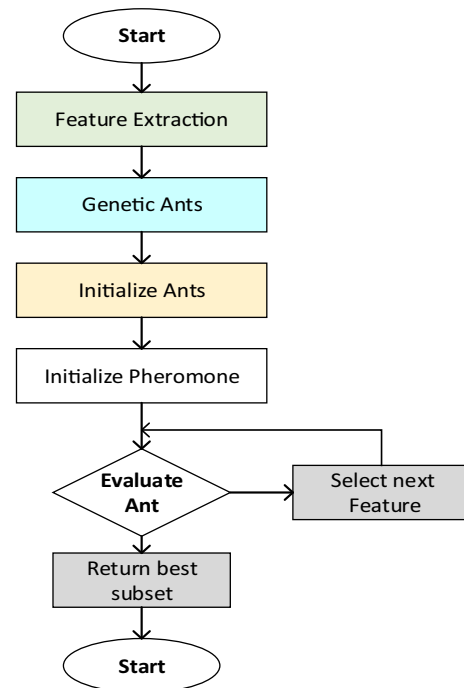 Start
Feature Extraction
Genetic Ants
Initialize Ants
Initialize Pheromone
Evaluate
Ant
Select next
Feature
Return best
subset
Start